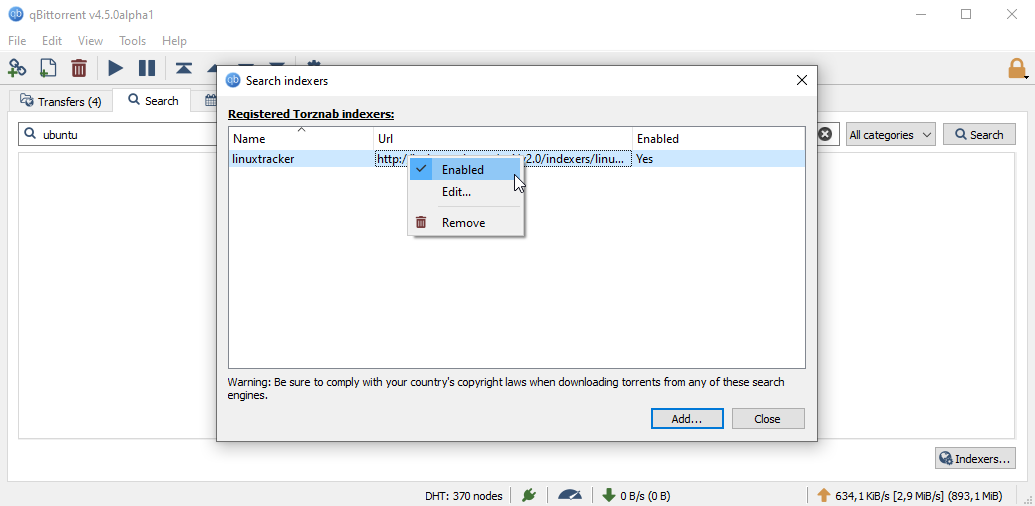 qBittorrent v4.5.0alpha1
File Edit View Tools Help
Transfers (4) Search
ubuntu
All categories Search
Search indexers
Registered Torznab indexers:
Name Url Enabled
linuxtracker http:/ v2.0/indexers/linu... Yes
Enabled
Edit...
Remove
Warning: Be sure to comply with your country's copyright laws when downloading torrents from any of these search
engines.
Add... Close
Indexers...
DHT: 370 nodes 0 B/s (0 B) 634,1 KiB/s [2,9 MiB/s] (893,1 MiB)